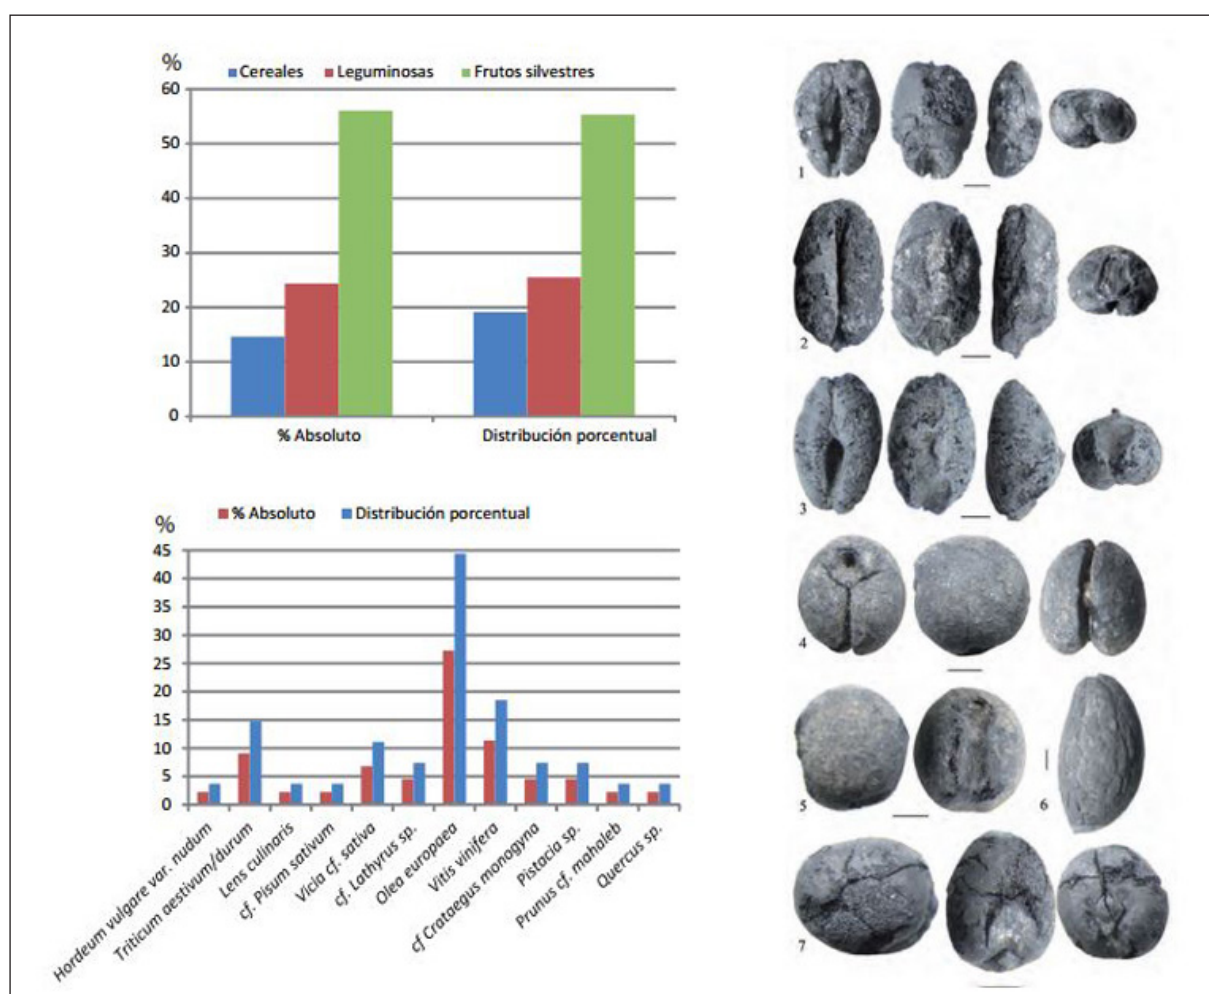 %
Cereales Leguminosas Frutos silvestres
60
50
40
30
20
10
0
% Absoluto Distribución porcentual
% Absoluto Distribución porcentual
%
45
40
35
30
25
20
15
10
5
0
Hordeum vulgare var. nudum
Triticum aestivum/durum
Lens culinaris
cf. Pisum sativum
Vicia cf. sativa
cf. Lathyrus sp.
Olea europaea
Vitis vinifera
cf Crataegus monogyna
Pistacia sp.
Prunus cf. mahaleb
Quercus sp.
1
2
3
4
5
6
7